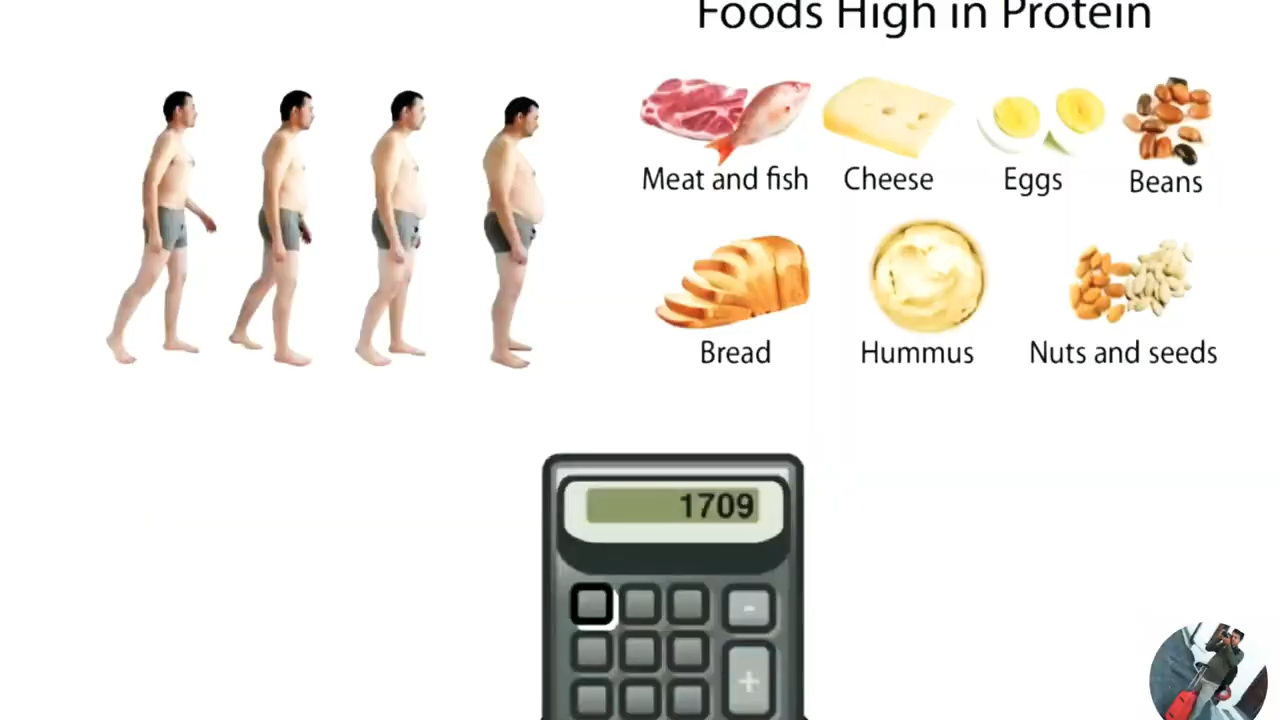 Foods High in Protein
Meat and fish
Cheese
Eggs
Beans
Bread
Hummus
Nuts and seeds
1709
-
+